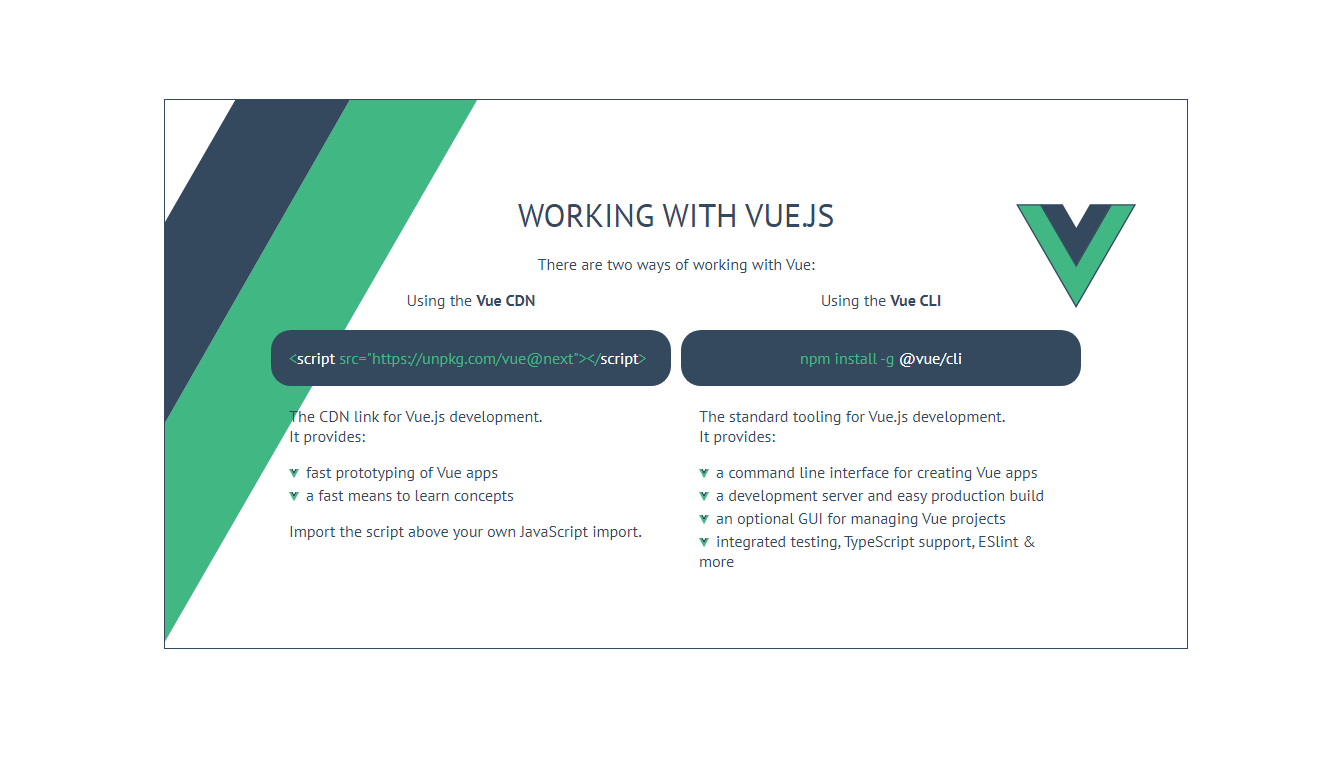 WORKING WITH VUE.JS
There are two ways of working with Vue:
Using the Vue CDN
<script src="https://unpkg.com/vue@next"></script>
The CDN link for Vue.js development.
It provides:
fast prototyping of Vue apps
a fast means to learn concepts
Import the script above your own JavaScript import.
Using the Vue CLI
npm install -g @vue/cli
The standard tooling for Vue.js development.
It provides:
a command line interface for creating Vue apps
a development server and easy production build
an optional GUI for managing Vue projects
integrated testing, TypeScript support, ESlint &
more